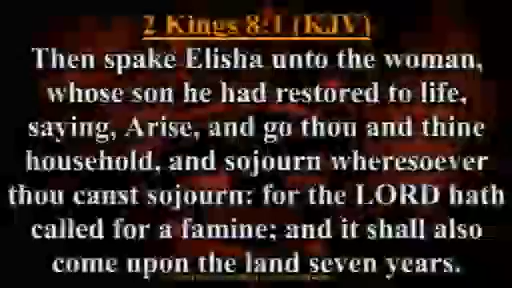 2 Kings 8:1 (KJV)
Then spake Elisha unto the woman,
whose son he had restored to life,
saying, Arise, and go thou and thine
household, and sojourn wheresoever
thou canst sojourn: for the LORD hath
called for a famine; and it shall also
come upon the land seven years.